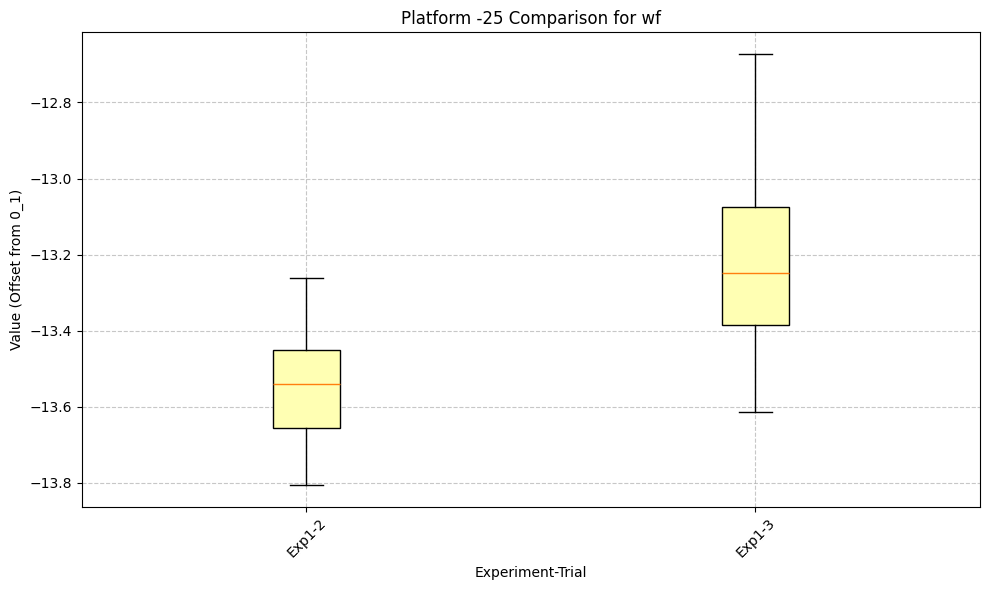 Platform -25 Comparison for wf
Value (Offset from 0_1)
−12.8
−13.0
−13.2
−13.4
−13.6
−13.8
Exp1-2
Exp1-3
Experiment-Trial